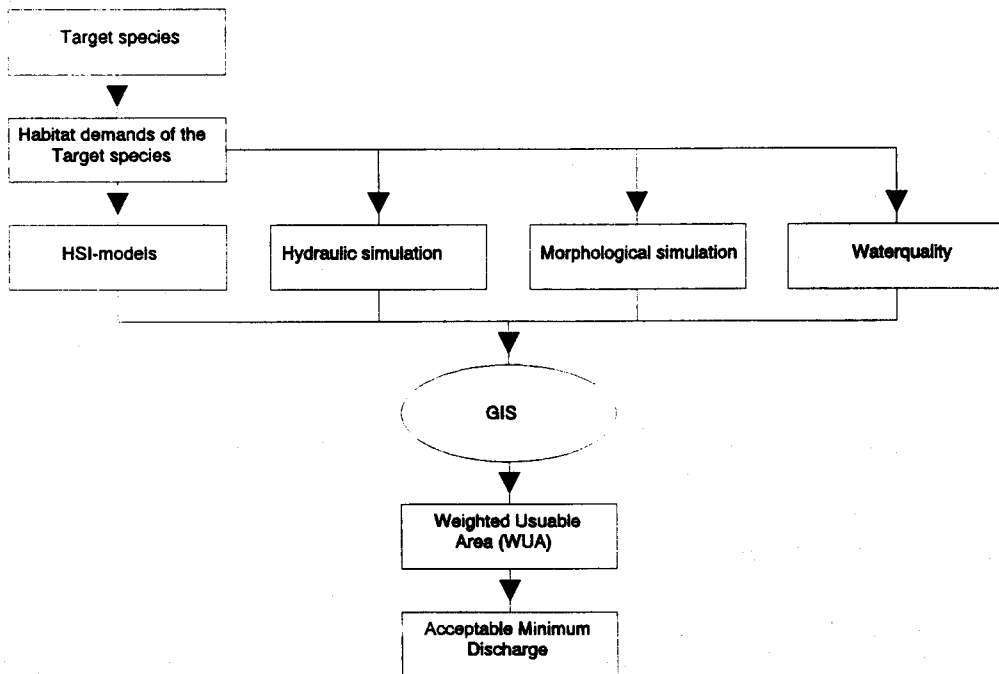 Target species
Habitat demands of the
Target species
HSI-models
Hydraulic simulation
Morphological simulation
Waterquality
GIS
Weighted Usuable
Area (WUA)
Acceptable Minimum
Discharge